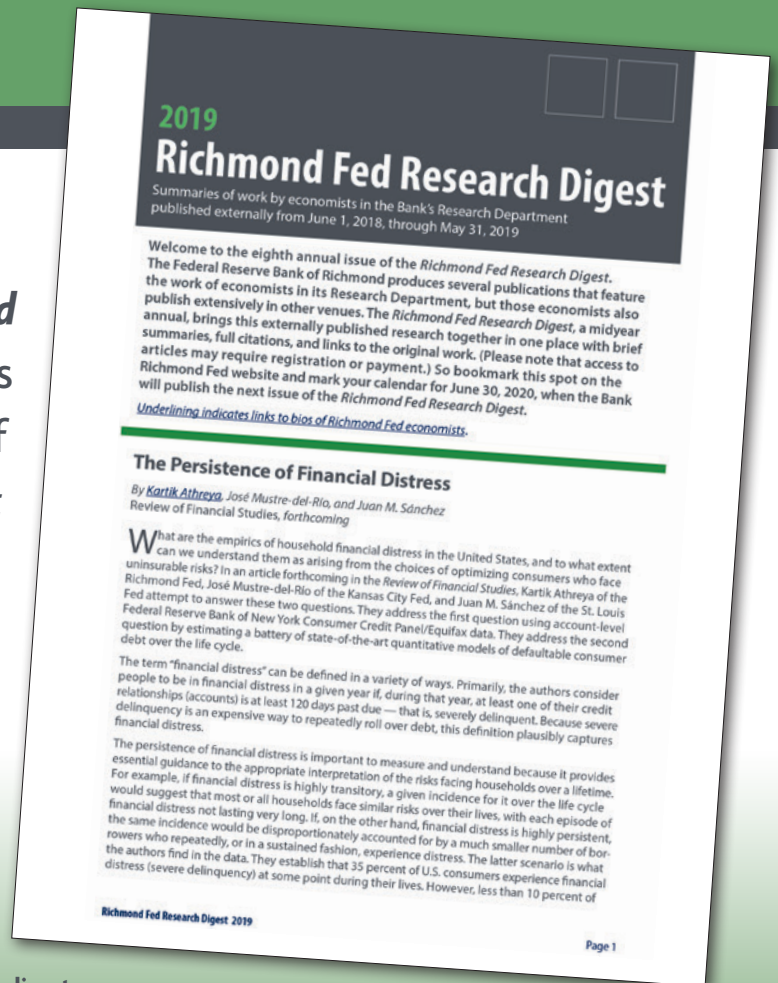 2019
Richmond Fed Research Digest
Summaries of work by economists in the Bank's Research Department
published externally from June 1, 2018, through May 31, 2019
Welcome to the eighth annual issue of the Richmond Fed Research Digest.
The Federal Reserve Bank of Richmond produces several publications that feature
the work of economists in its Research Department, but those economists also
publish extensively in other venues. The Richmond Fed Research Digest, a midyear
annual, brings this externally published research together in one place with brief
summaries, full citations, and links to the original work. (Please note that access to
articles may require registration or payment.) So bookmark this spot on the
Richmond Fed website and mark your calendar for June 30, 2020, when the Bank
will publish the next issue of the Richmond Fed Research Digest.
Underlining indicates links to bios of Richmond Fed economists.
The Persistence of Financial Distress
By Kartik Athreya, José Mustre-del-Río, and Juan M. Sánchez
Review of Financial Studies, forthcoming
What are the empirics of household financial distress in the United States, and to what extent
can we understand them as arising from the choices of optimizing consumers who face
uninsurable risks? In an article forthcoming in the Review of Financial Studies, Kartik Athreya of the
Richmond Fed, José Mustre-del-Río of the Kansas City Fed, and Juan M. Sánchez of the St. Louis
Fed attempt to answer these two questions. They address the first question using account-level
Federal Reserve Bank of New York Consumer Credit Panel/Equifax data. They address the second
question by estimating a battery of state-of-the-art quantitative models of defaultable consumer
debt over the life cycle.
The term "financial distress" can be defined in a variety of ways. Primarily, the authors consider
people to be in financial distress in a given year if, during that year, at least one of their credit
relationships (accounts) is at least 120 days past due — that is, severely delinquent. Because severe
delinquency is an expensive way to repeatedly roll over debt, this definition plausibly captures
financial distress.
The persistence of financial distress is important to measure and understand because it provides
essential guidance to the appropriate interpretation of the risks facing households over a lifetime.
For example, if financial distress is highly transitory, a given incidence for it over the life cycle
would suggest that most or all households face similar risks over their lives, with each episode of
financial distress not lasting very long. If, on the other hand, financial distress is highly persistent,
the same incidence would be disproportionately accounted for by a much smaller number of bor-
rowers who repeatedly, or in a sustained fashion, experience distress. The latter scenario is what
the authors find in the data. They establish that 35 percent of U.S. consumers experience financial
distress (severe delinquency) at some point during their lives. However, less than 10 percent of
Richmond Fed Research Digest 2019
Page 1